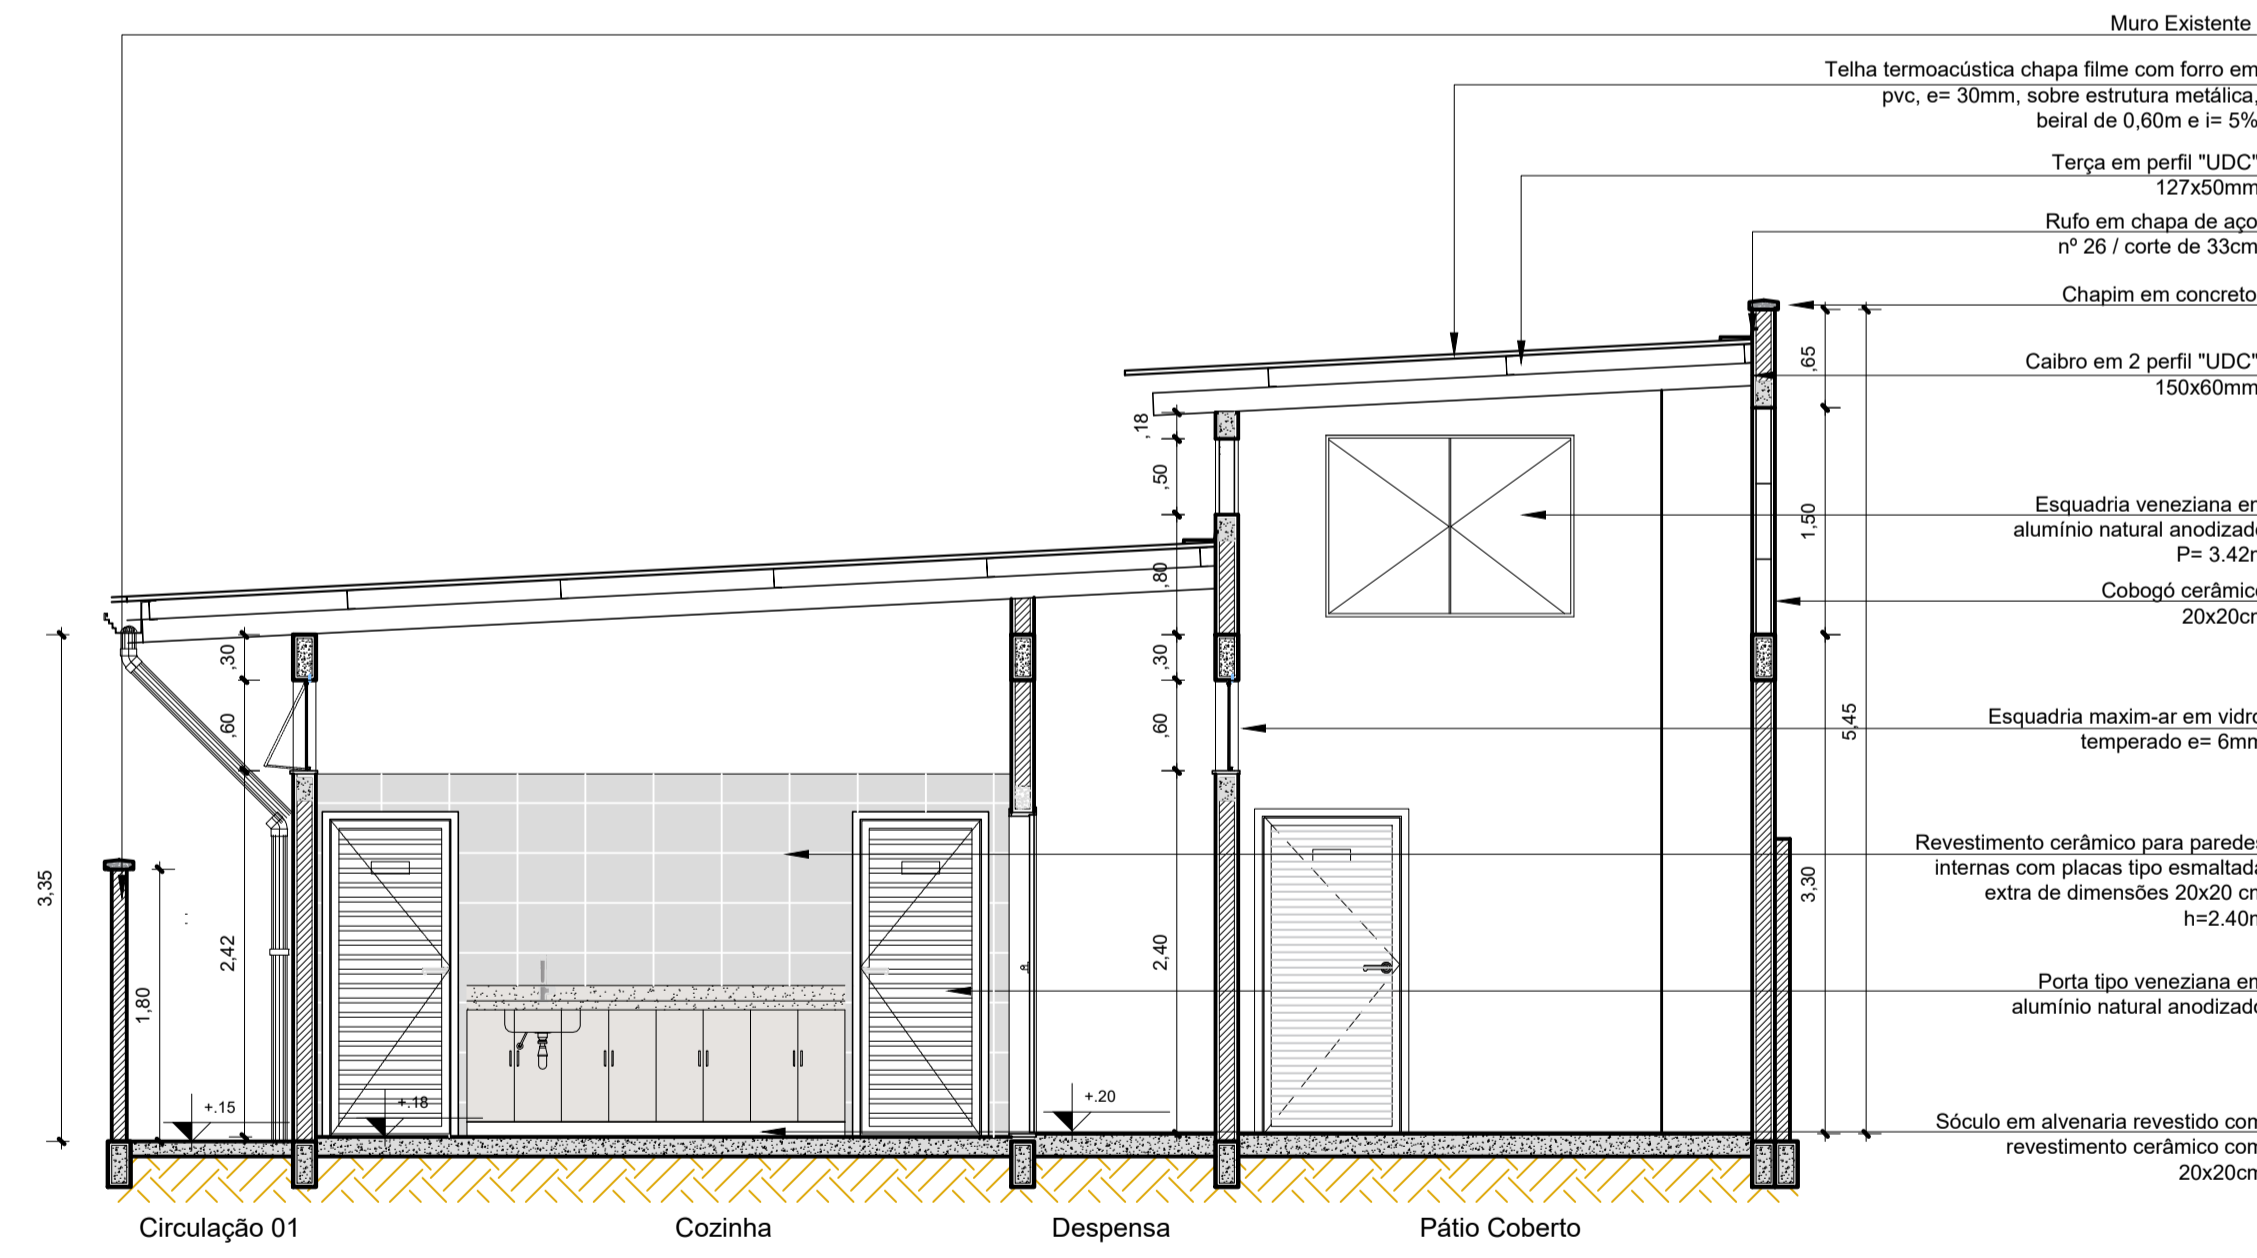 Muro Existente
Telha termoacústica chapa filme com forro em
pvc, e= 30mm, sobre estrutura metálica,
beiral de 0,60m e i= 5%
Terça em perfil "UDC"
127x50mm
Rufo em chapa de aço
nº 26 / corte de 33cm
Chapim em concreto
Caibro em 2 perfil "UDC"
150x60mm
Esquadria veneziana em
alumínio natural anodizado
P= 3.42m
Cobogó cerâmico
20x20cm
Esquadria maxim-ar em vidro
temperado e= 6mm
Revestimento cerâmico para paredes
internas com placas tipo esmaltada
extra de dimensões 20x20 cm
h=2.40m
Porta tipo veneziana em
alumínio natural anodizado
Sóculo em alvenaria revestido com
revestimento cerâmico com
20x20cm
3,35
1,80
,30
,60
2,42
,18
,50
,80
,30
,60
2,40
,65
1,50
3,30
5,45
+.15
+.18
+.20
Circulação 01
Cozinha
Despensa
Pátio Coberto